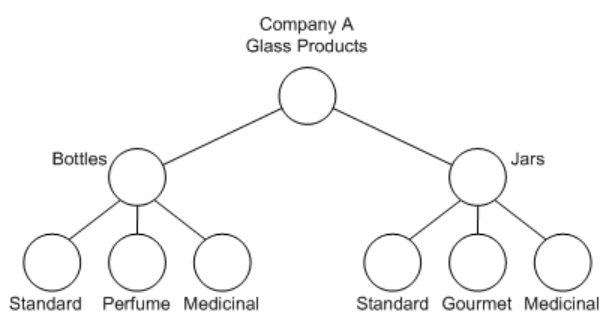 Company A
Glass Products
Bottles
Jars
Standard
Perfume
Medicinal
Standard
Gourmet
Medicinal